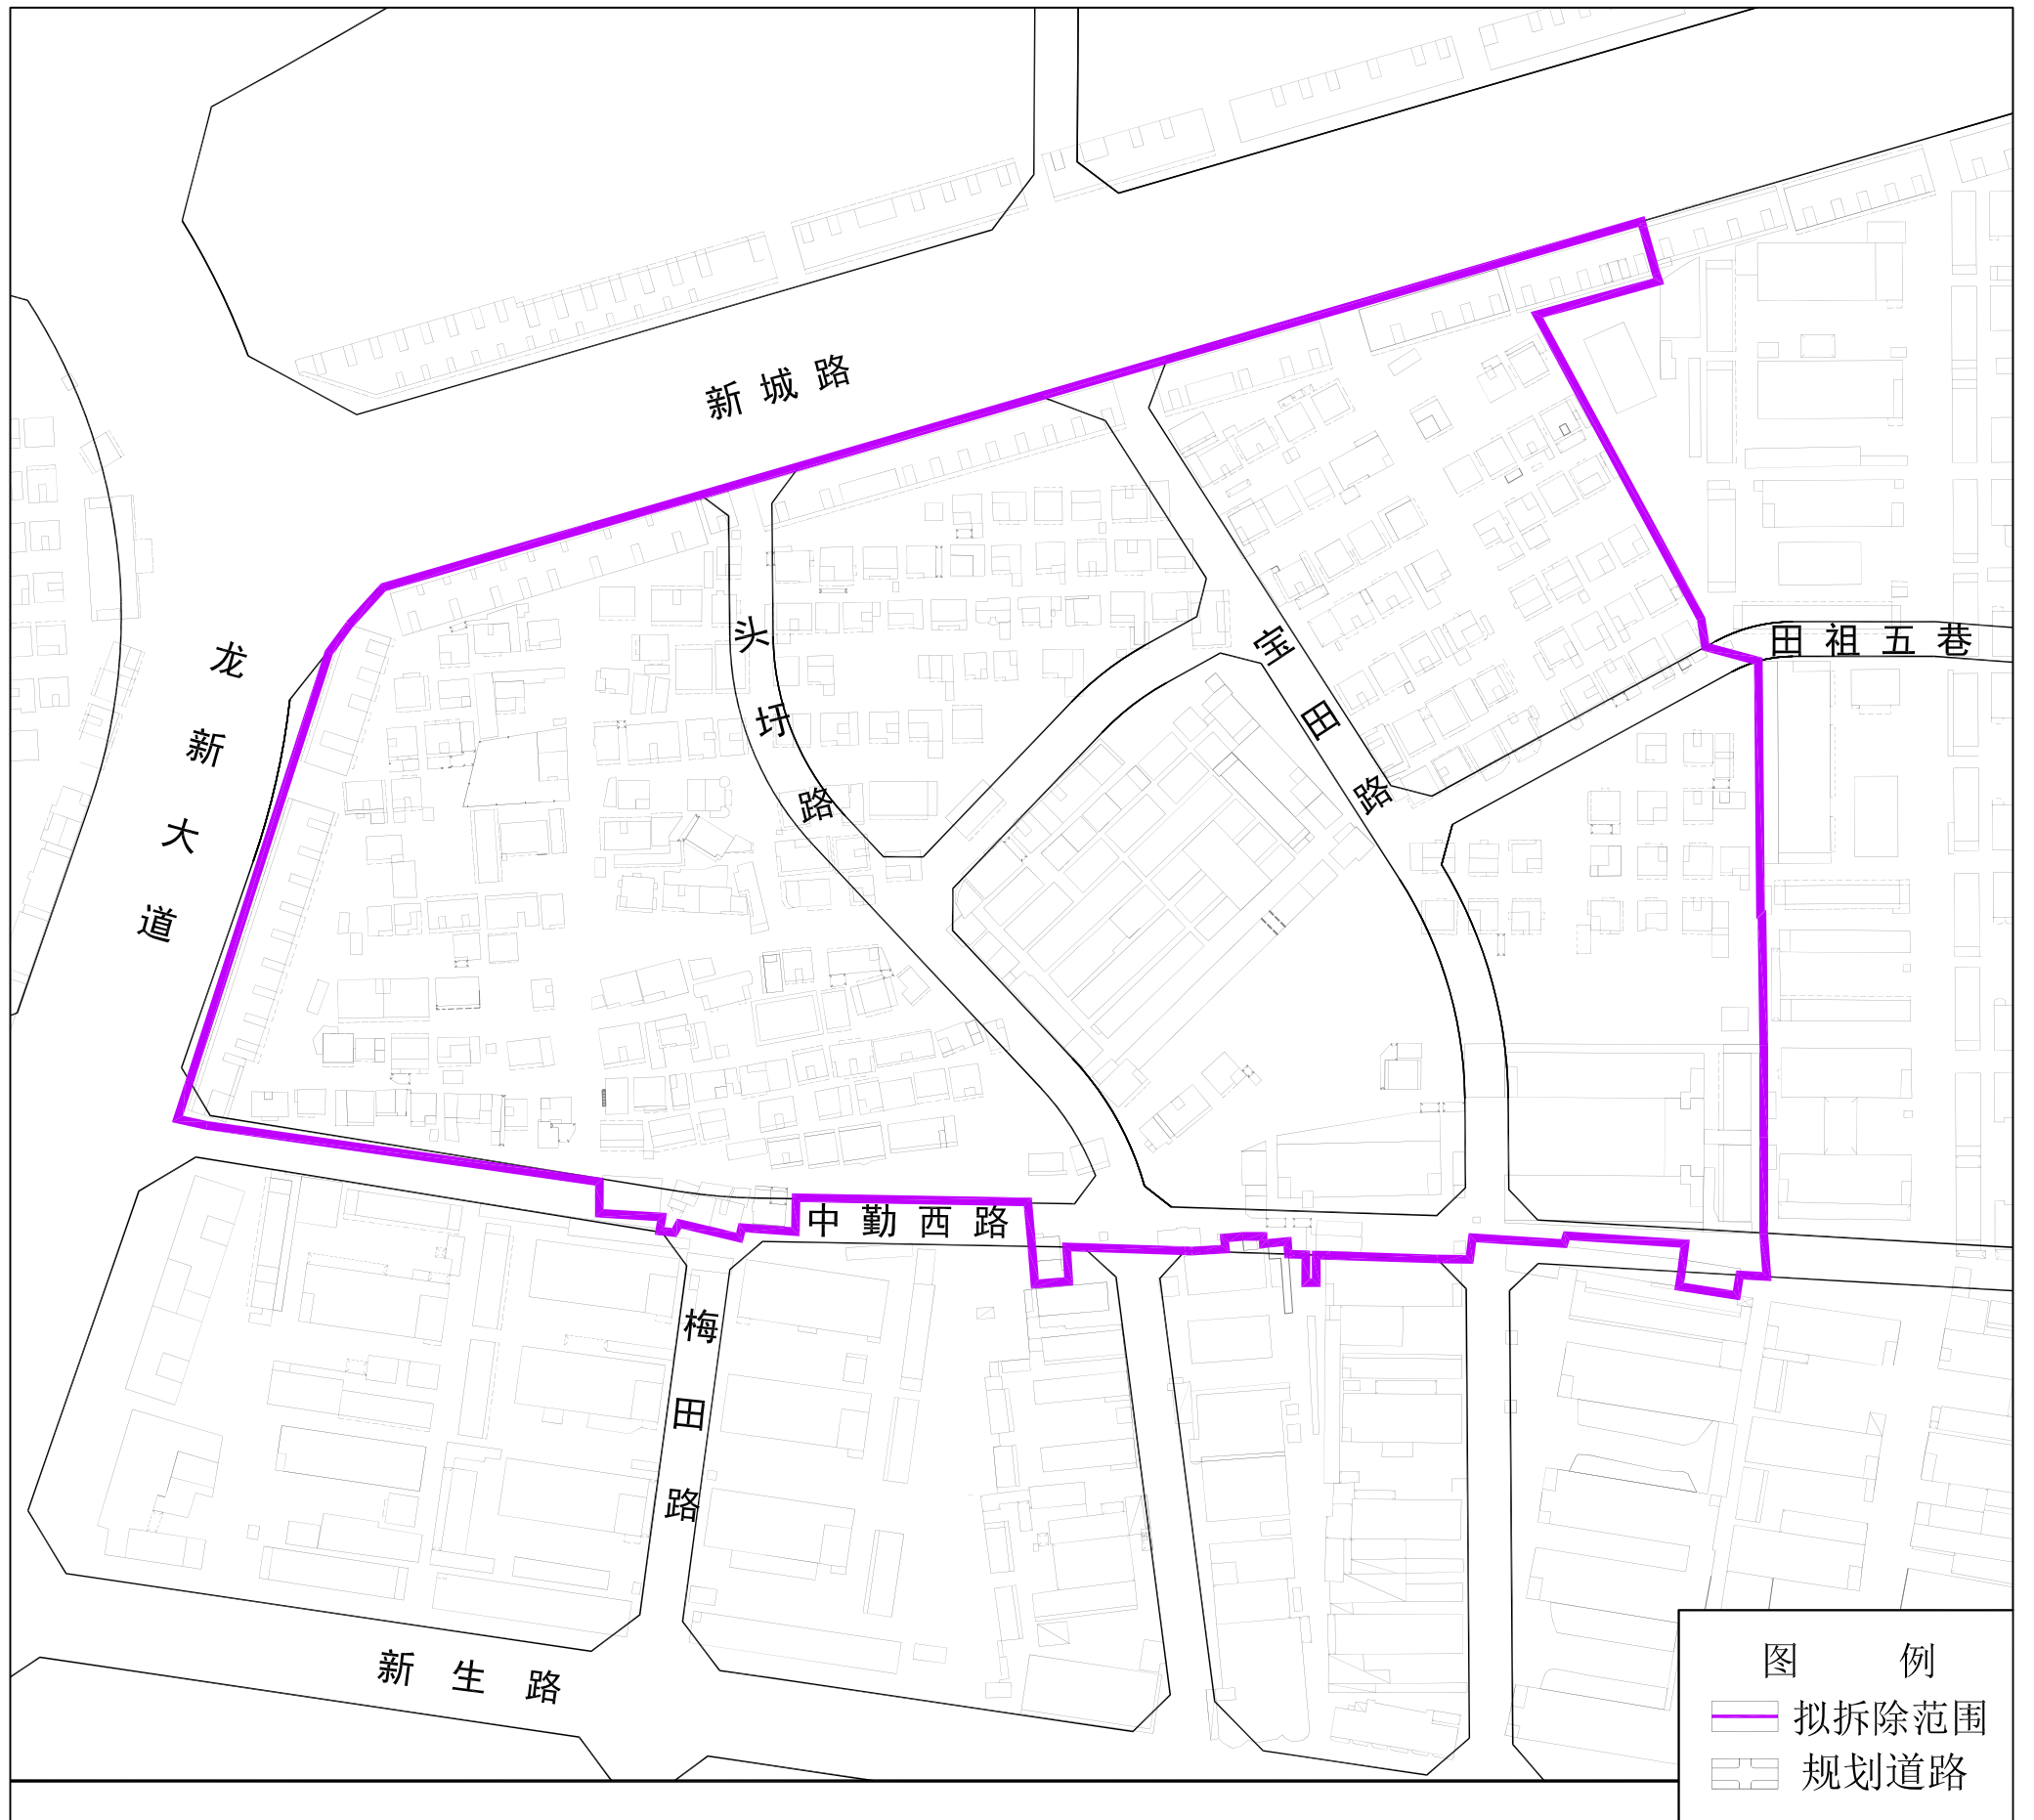 新城路
龙新大道
头圩路
宝田路
田祖五巷
中勤西路
梅田路
新生路
图 例
拟拆除范围
规划道路